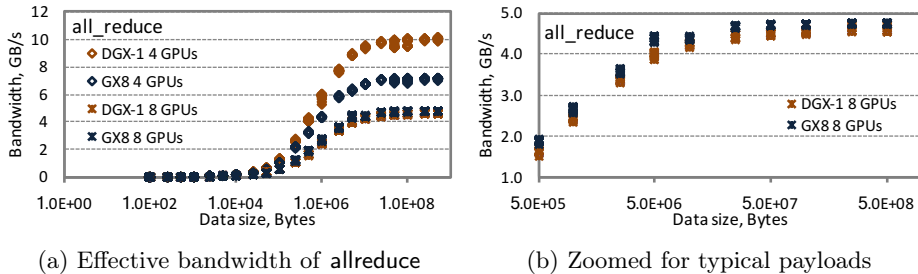 all_reduce
Bandwidth, GB/s
12
10
8
6
4
2
0
DGX-1 4 GPUs
GX8 4 GPUs
DGX-1 8 GPUs
GX8 8 GPUs
1.0E+00 1.0E+02 1.0E+04 1.0E+06 1.0E+08
Data size, Bytes
(a) Effective bandwidth of allreduce
all_reduce
Bandwidth, GB/s
5.0
4.0
3.0
2.0
1.0
DGX-1 8 GPUs
GX8 8 GPUs
5.0E+05 5.0E+06 5.0E+07 5.0E+08
Data size, Bytes
(b) Zoomed for typical payloads